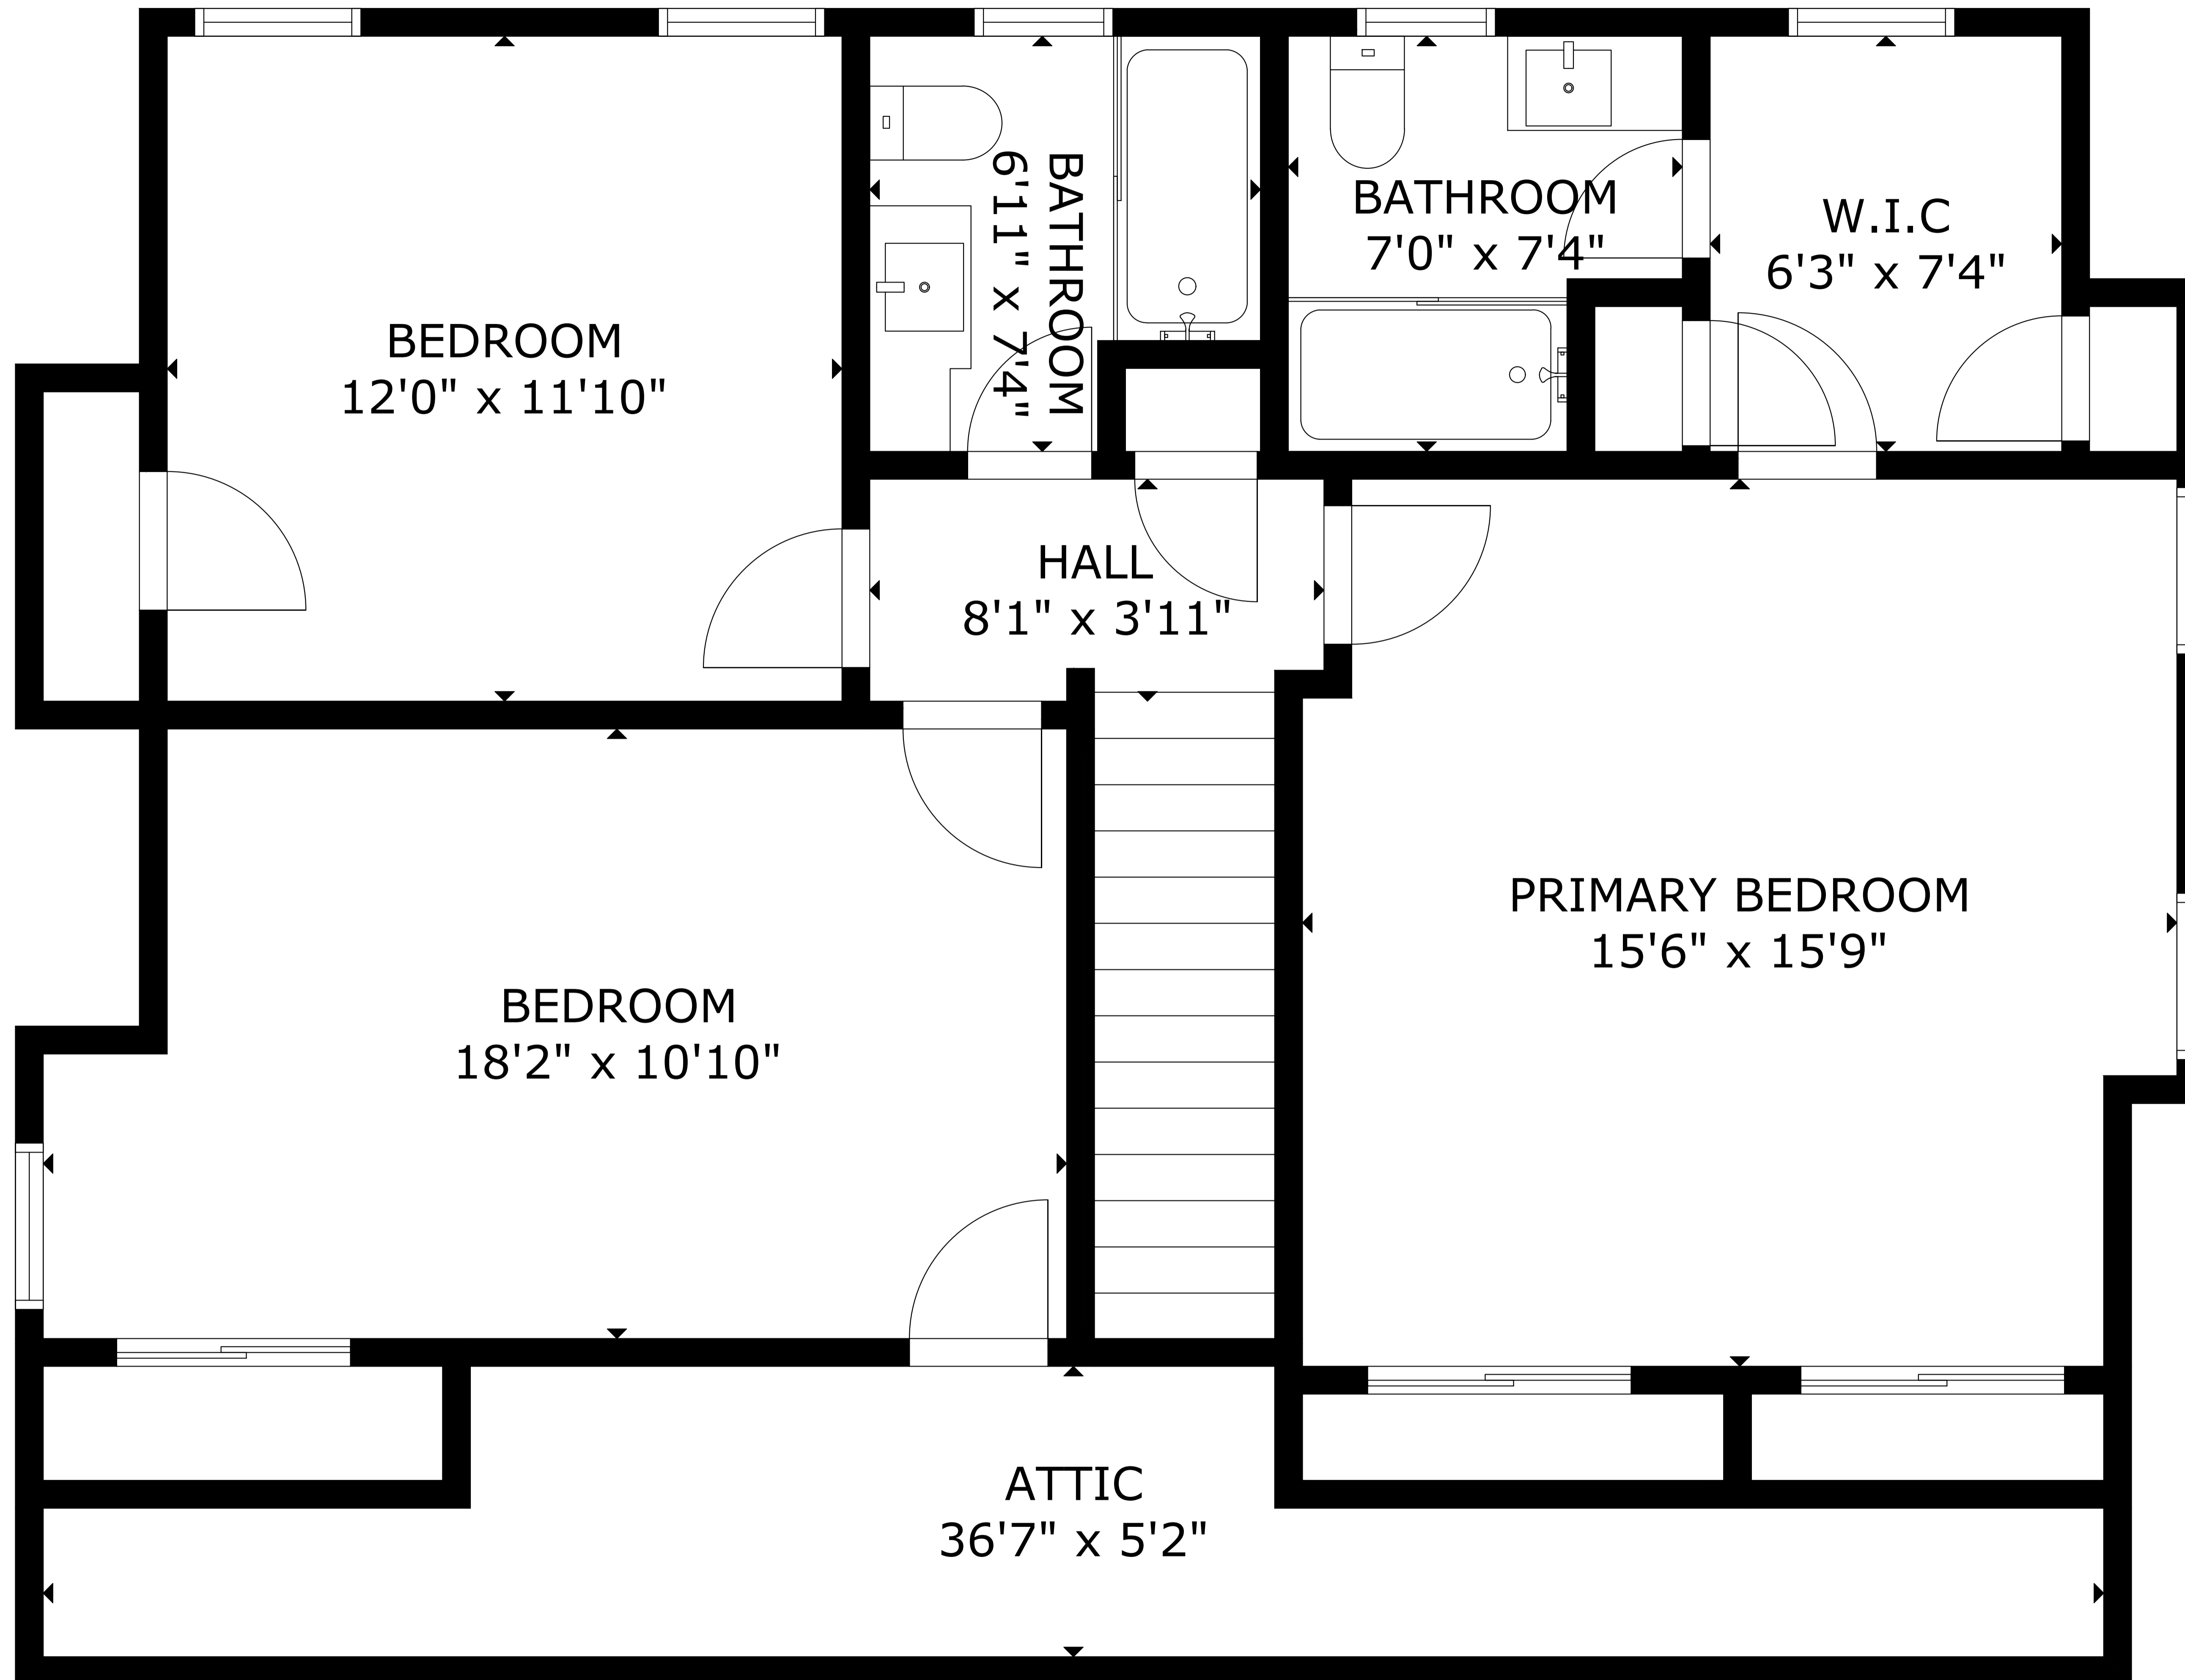 BATHROOM
6'11" x 7'4"
BATHROOM
7'0" x 7'4"
W.I.C
6'3" x 7'4"
BEDROOM
12'0" x 11'10"
HALL
8'1" x 3'11"
PRIMARY BEDROOM
15'6" x 15'9"
BEDROOM
18'2" x 10'10"
ATTIC
36'7" x 5'2"